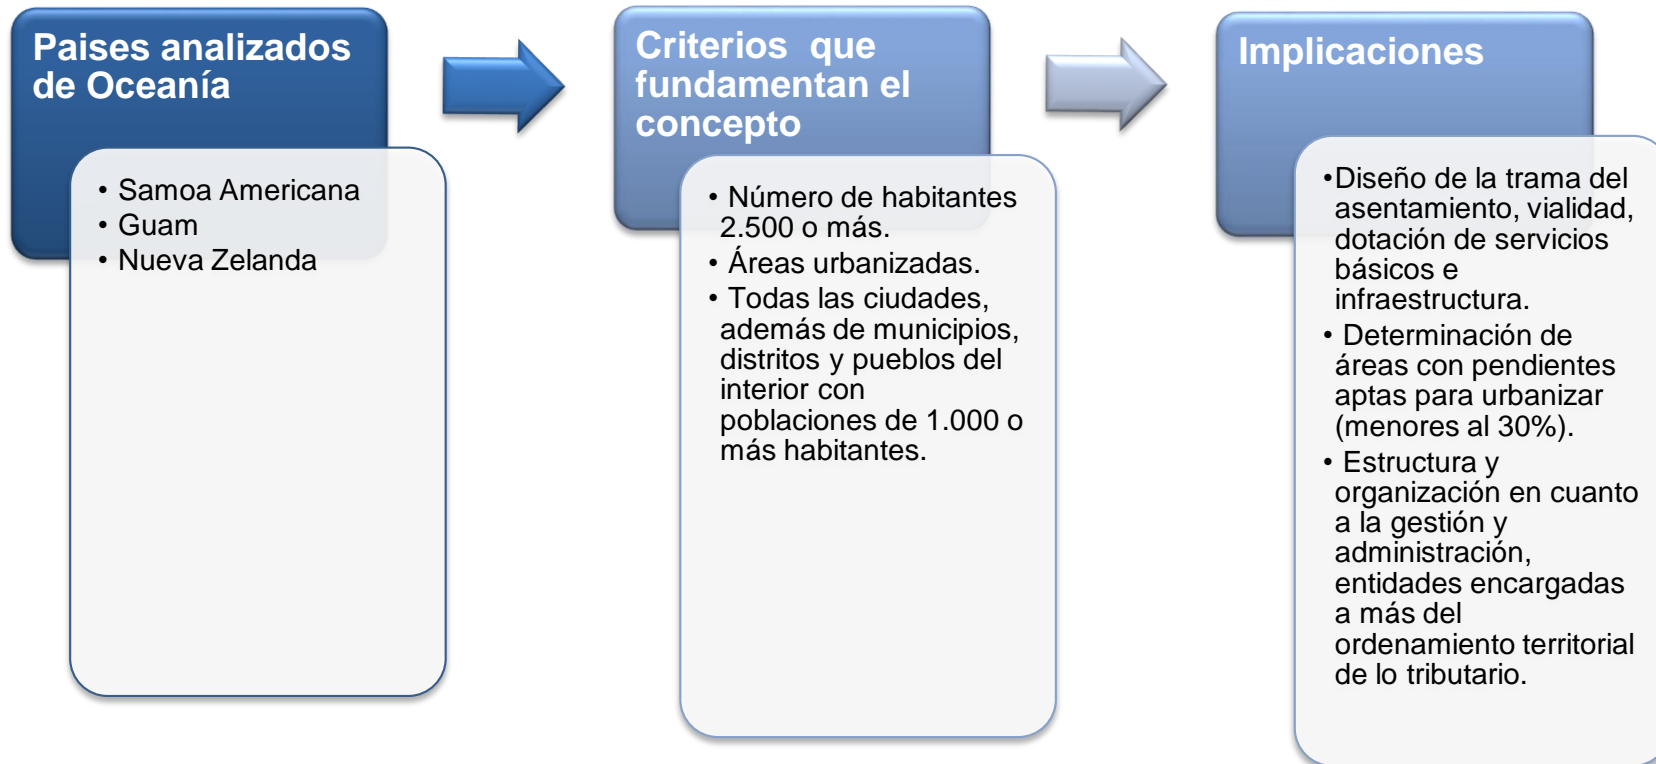 Paises analizados
de Oceanía
• Samoa Americana
• Guam
• Nueva Zelanda
Criterios que
fundamentan el
concepto
• Número de habitantes
2.500 o más.
• Áreas urbanizadas.
• Todas las ciudades,
además de municipios,
distritos y pueblos del
interior con
poblaciones de 1.000 o
más habitantes.
Implicaciones
•Diseño de la trama del
asentamiento, vialidad,
dotación de servicios
básicos e
infraestructura.
• Determinación de
áreas con pendientes
aptas para urbanizar
(menores al 30%).
• Estructura y
organización en cuanto
a la gestión y
administración,
entidades encargadas
a más del
ordenamiento territorial
de lo tributario.